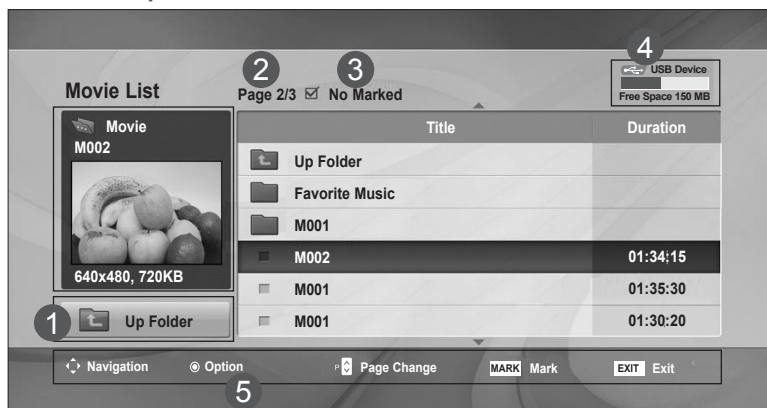 4
2
3
USB Device
Movie List
Page 2/3
No Marked
Free Space 150 MB
Movie
Title
Duration
M002
Up Folder
Favorite Music
M001
M002
01:34:15
640x480, 720KB
M001
01:35:30
1
Up Folder
M001
01:30:20
Navigation
Option
P
Page Change
MARK Mark
EXIT Exit
5